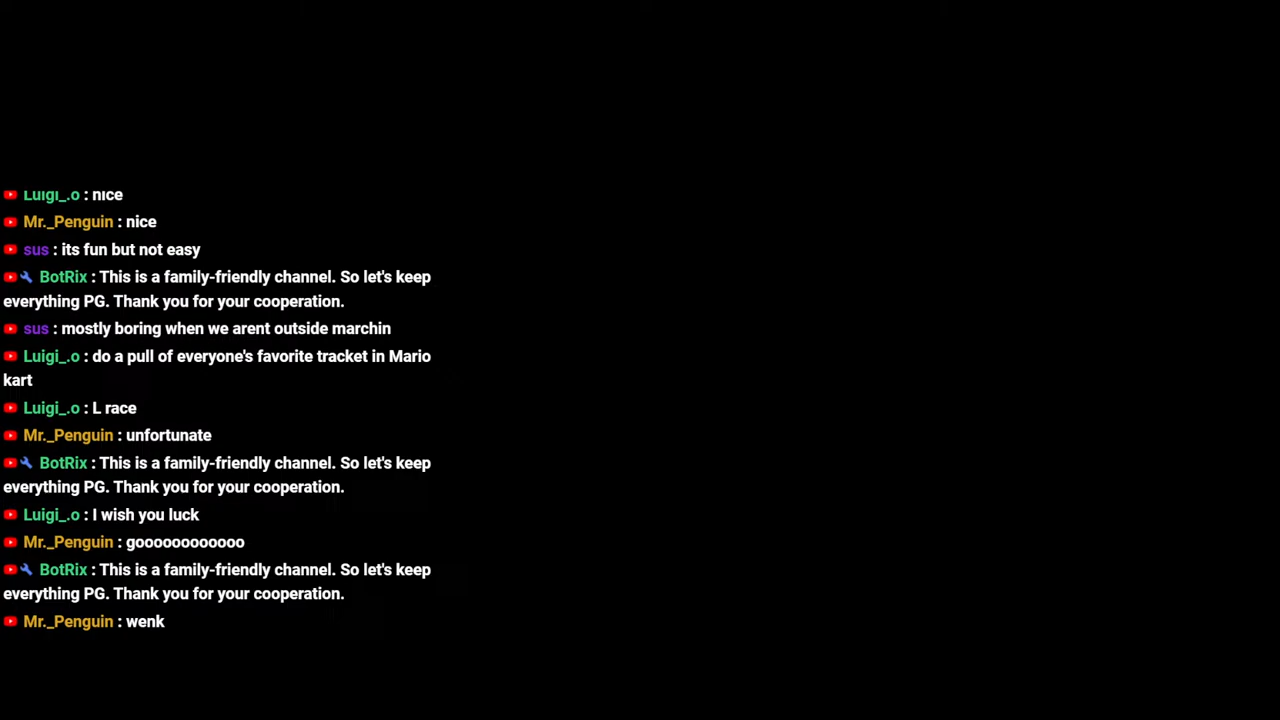 Luigi_.o : nice
Mr._Penguin : nice
sus : its fun but not easy
BotRix : This is a family-friendly channel. So let's keep
everything PG. Thank you for your cooperation.
sus : mostly boring when we arent outside marchin
Luigi_.o : do a pull of everyone's favorite tracket in Mario
kart
Luigi_.o : L race
Mr._Penguin : unfortunate
BotRix : This is a family-friendly channel. So let's keep
everything PG. Thank you for your cooperation.
Luigi_.o : I wish you luck
Mr._Penguin : goooooooooooo
BotRix : This is a family-friendly channel. So let's keep
everything PG. Thank you for your cooperation.
Mr._Penguin : wenk